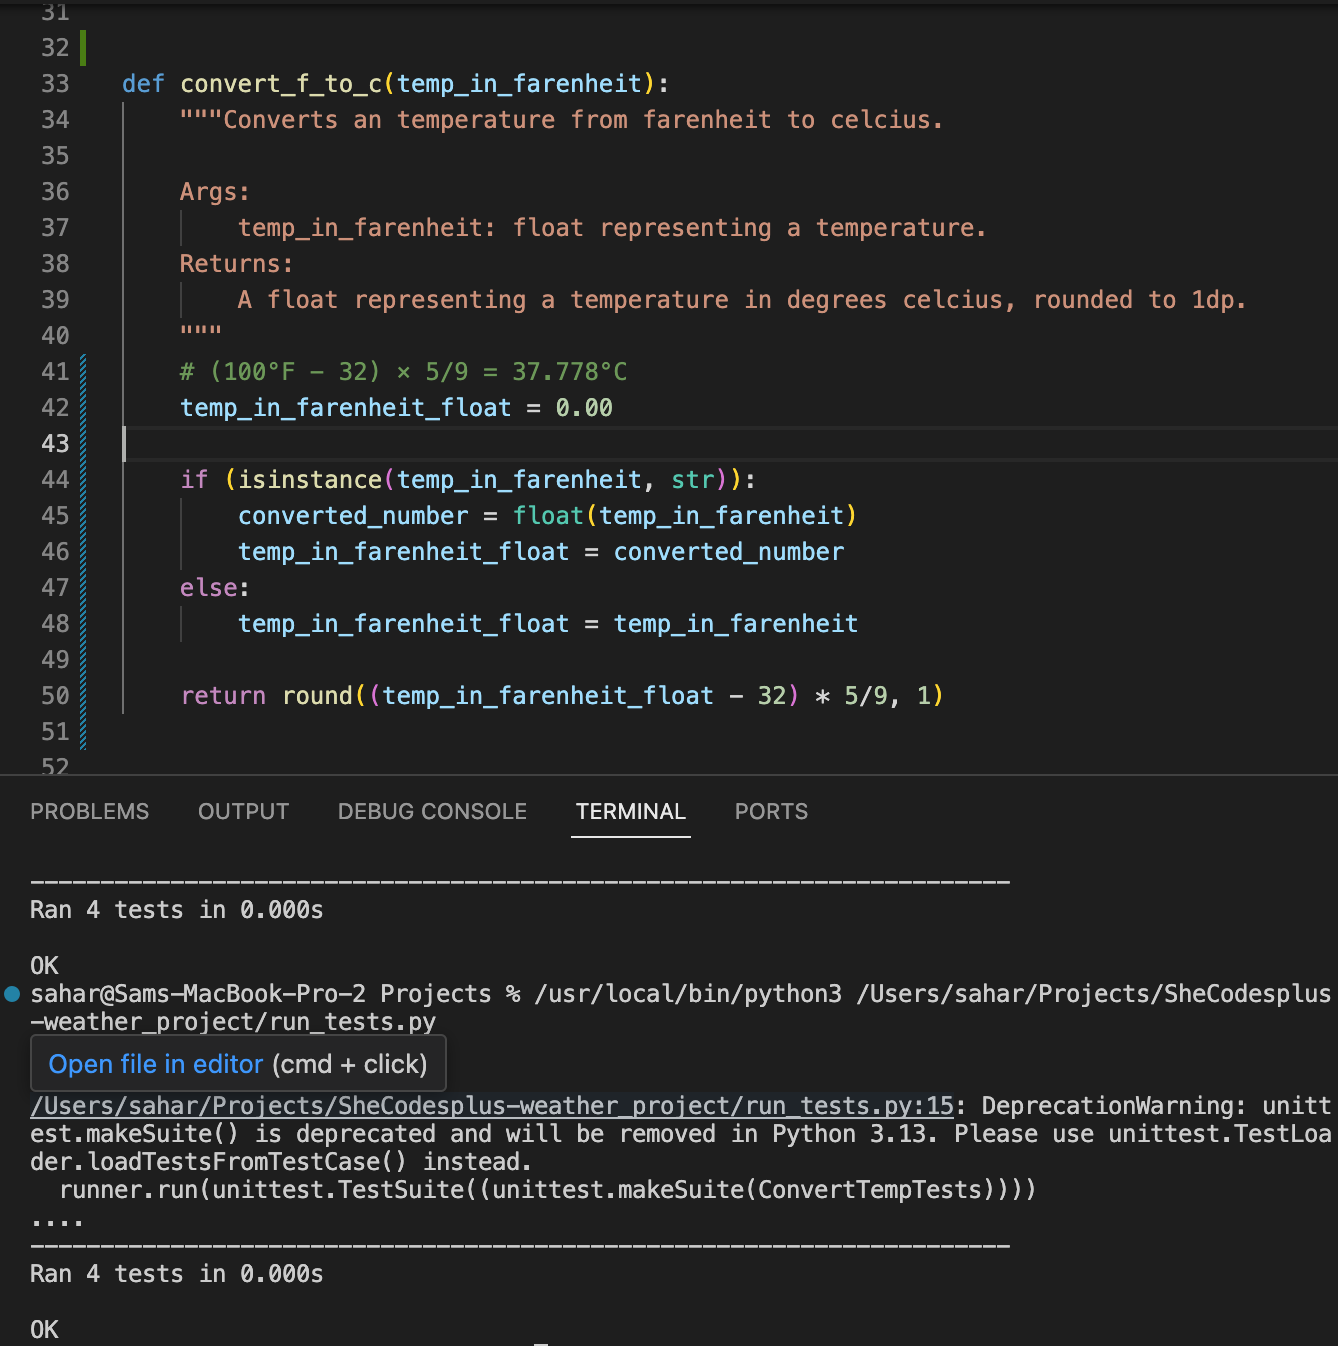 31
32
33 def convert_f_to_c(temp_in_farenheit):
34 """Converts an temperature from farenheit to celcius.
35
36 Args:
37 temp_in_farenheit: float representing a temperature.
38 Returns:
39 A float representing a temperature in degrees celcius, rounded to 1dp.
40 """
41 # (100°F - 32) × 5/9 = 37.778°C
42 temp_in_farenheit_float = 0.00
43
44 if (isinstance(temp_in_farenheit, str)):
45 converted_number = float(temp_in_farenheit)
46 temp_in_farenheit_float = converted_number
47 else:
48 temp_in_farenheit_float = temp_in_farenheit
49
50 return round((temp_in_farenheit_float - 32) * 5/9, 1)
51
52
PROBLEMS OUTPUT DEBUG CONSOLE TERMINAL PORTS
----------------------------------------------------------------------
Ran 4 tests in 0.000s
OK
sahar@Sams-MacBook-Pro-2 Projects % /usr/local/bin/python3 /Users/sahar/Projects/SheCodesplus
-weather_project/run_tests.py
Open file in editor (cmd + click)
/Users/sahar/Projects/SheCodesplus-weather_project/run_tests.py:15: DeprecationWarning: unitt
est.makeSuite() is deprecated and will be removed in Python 3.13. Please use unittest.TestLoa
der.loadTestsFromTestCase() instead.
runner.run(unittest.TestSuite((unittest.makeSuite(ConvertTempTests))))
....
----------------------------------------------------------------------
Ran 4 tests in 0.000s
OK